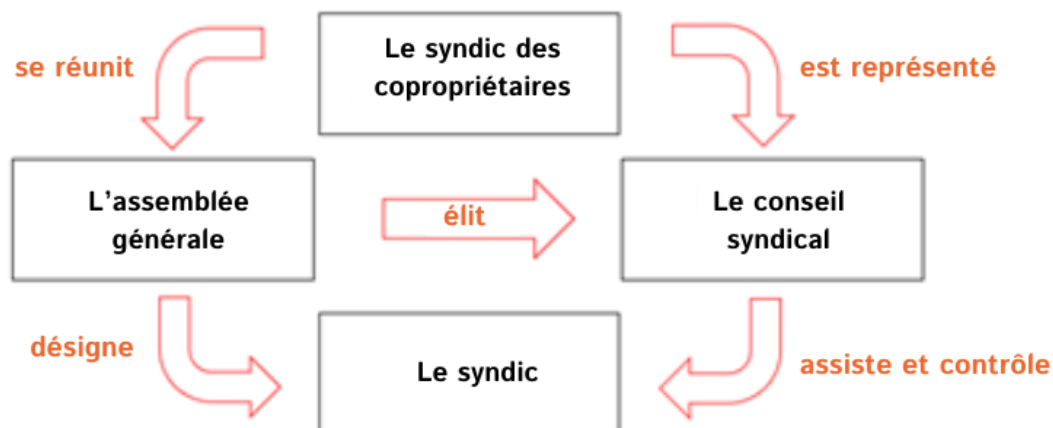 Le syndic des
copropriétaires
se réunit
est représenté
L'assemblée
générale
élit
Le conseil
syndical
désigne
Le syndic
assiste et contrôle